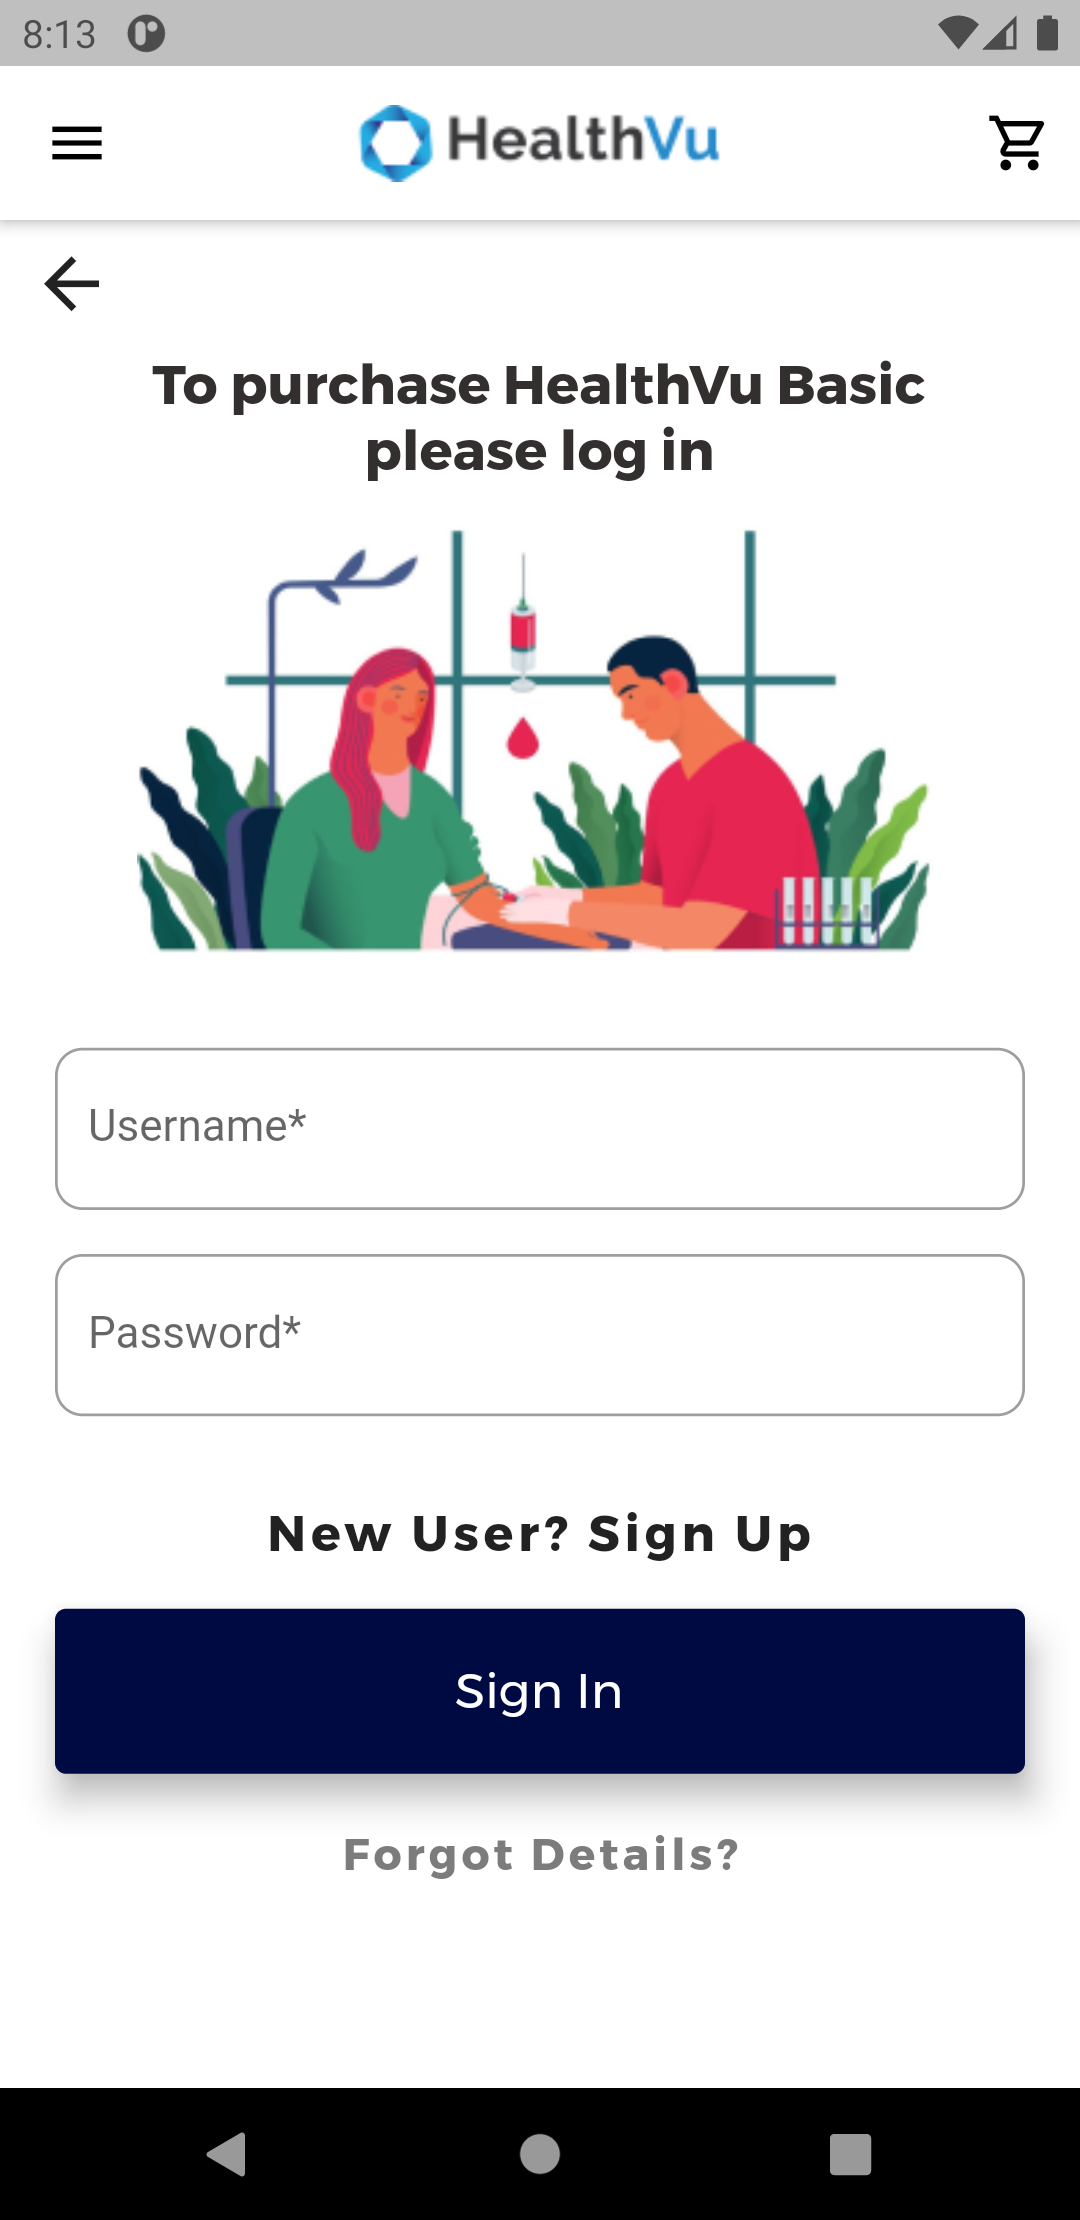 8:13
HealthVu
To purchase HealthVu Basic
please log in
Username*
Password*
New User? Sign Up
Sign In
Forgot Details?